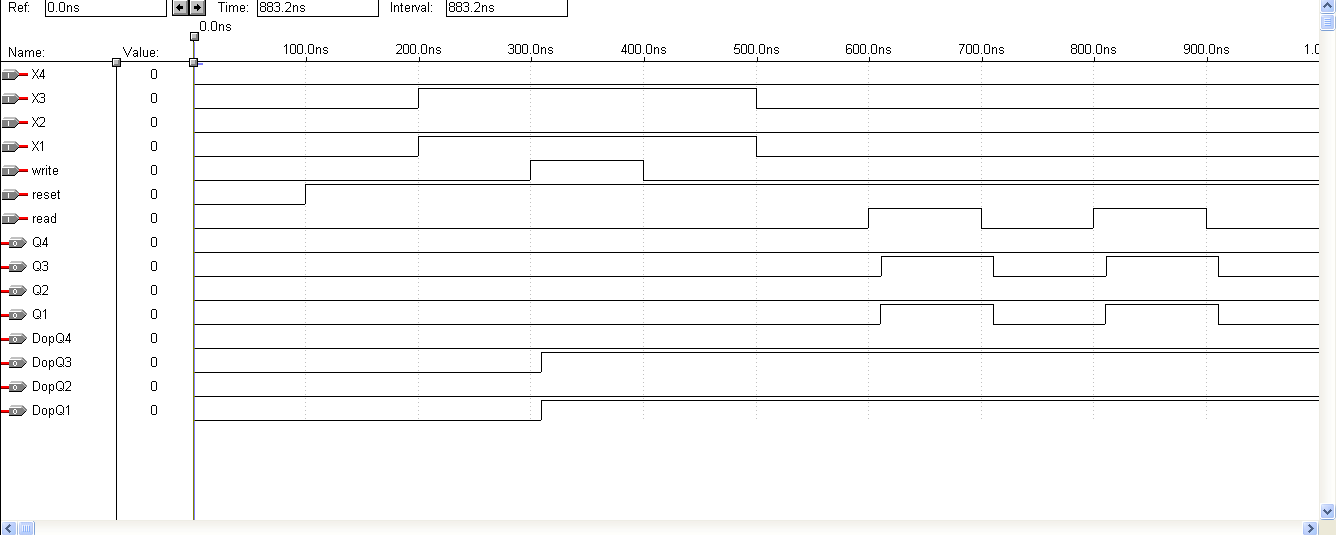 Ref: 0.0ns Time: 883.2ns Interval: 883.2ns
0.0ns
Name: Value: 100.0ns 200.0ns 300.0ns 400.0ns 500.0ns 600.0ns 700.0ns 800.0ns 900.0ns 1.0
X4 0
X3 0
X2 0
X1 0
write 0
reset 0
read 0
Q4 0
Q3 0
Q2 0
Q1 0
DopQ4 0
DopQ3 0
DopQ2 0
DopQ1 0